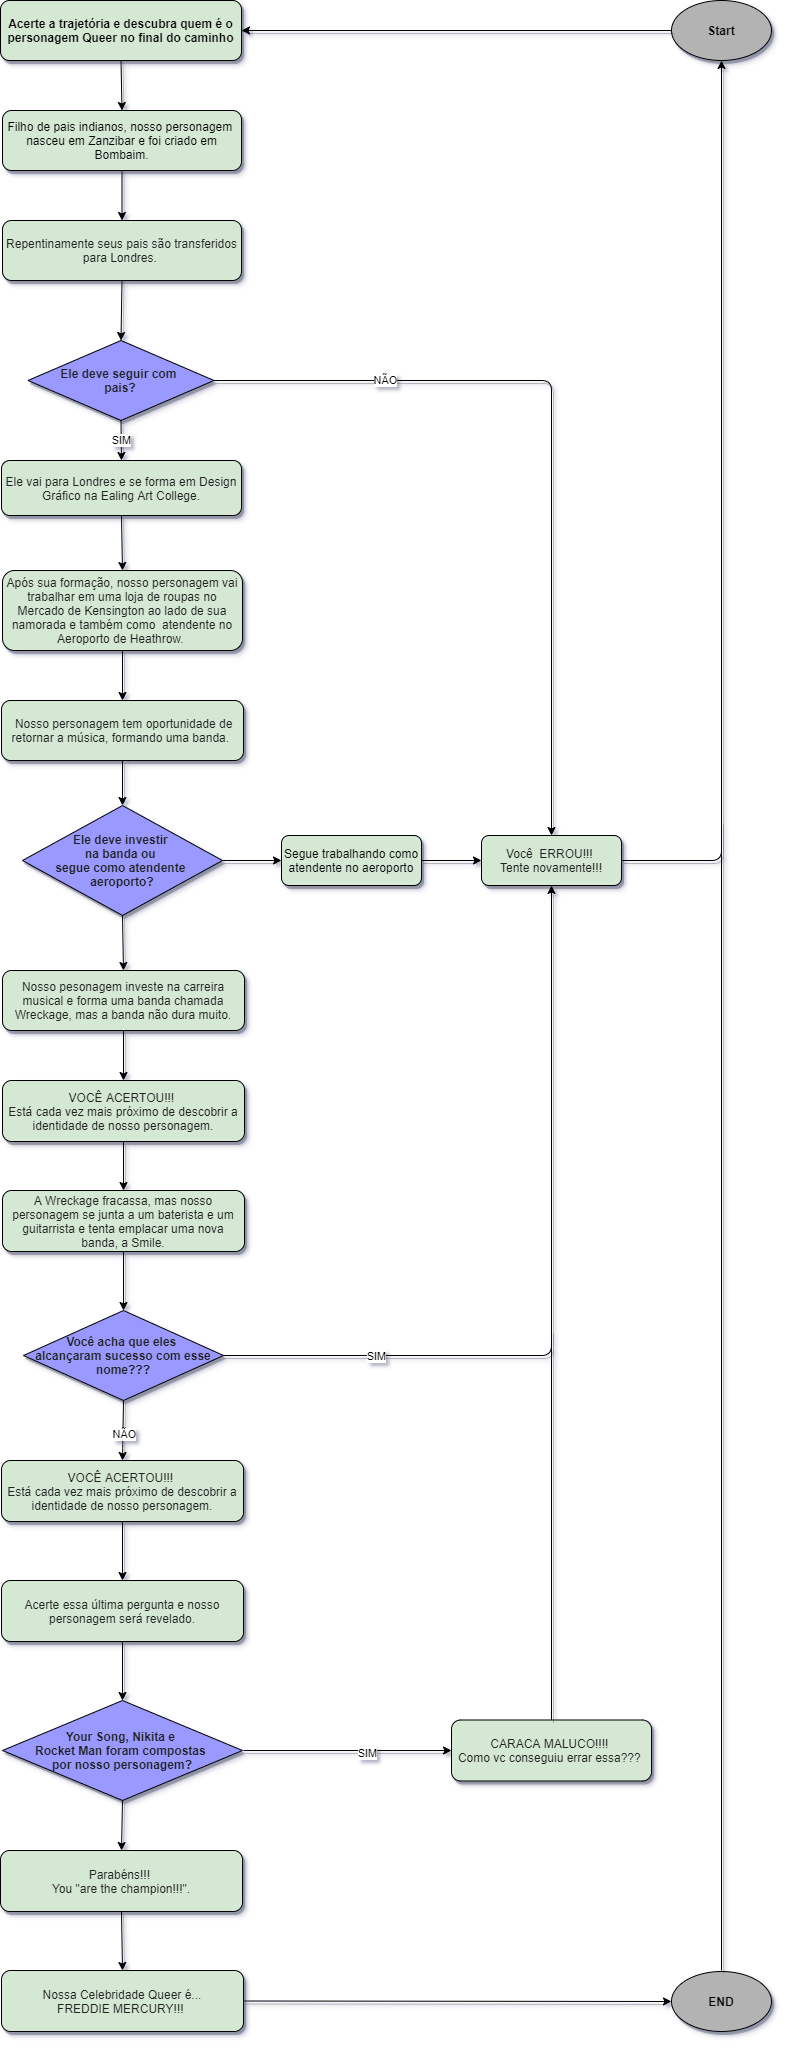 Acerte a trajetória e descubra quem é o
personagem Queer no final do caminho
Start
Filho de pais indianos, nosso personagem
nasceu em Zanzibar e foi criado em
Bombaim.
Repentinamente seus pais são transferidos
para Londres.
Ele deve seguir com
pais?
NÃO
SIM
Ele vai para Londres e se forma em Design
Gráfico na Ealing Art College.
Após sua formação, nosso personagem vai
trabalhar em uma loja de roupas no
Mercado de Kensington ao lado de sua
namorada e também como  atendente no
Aeroporto de Heathrow.
Nosso personagem tem oportunidade de
retornar a música, formando uma banda.
Ele deve investir
na banda ou
segue como atendente
aeroporto?
Segue trabalhando como
atendente no aeroporto
Você  ERROU!!!
Tente novamente!!!
Nosso pesonagem investe na carreira
musical e forma uma banda chamada
Wreckage, mas a banda não dura muito.
VOCÊ ACERTOU!!!
Está cada vez mais próximo de descobrir a
identidade de nosso personagem.
A Wreckage fracassa, mas nosso
personagem se junta a um baterista e um
guitarrista e tenta emplacar uma nova
banda, a Smile.
Você acha que eles
alcançaram sucesso com esse
nome???
SIM
NÃO
VOCÊ ACERTOU!!!
Está cada vez mais próximo de descobrir a
identidade de nosso personagem.
Acerte essa última pergunta e nosso
personagem será revelado.
Your Song, Nikita e
Rocket Man foram compostas
por nosso personagem?
SIM
CARACA MALUCO!!!!
Como vc conseguiu errar essa???
Parabéns!!!
You "are the champion!!!".
Nossa Celebridade Queer é...
FREDDIE MERCURY!!!
END